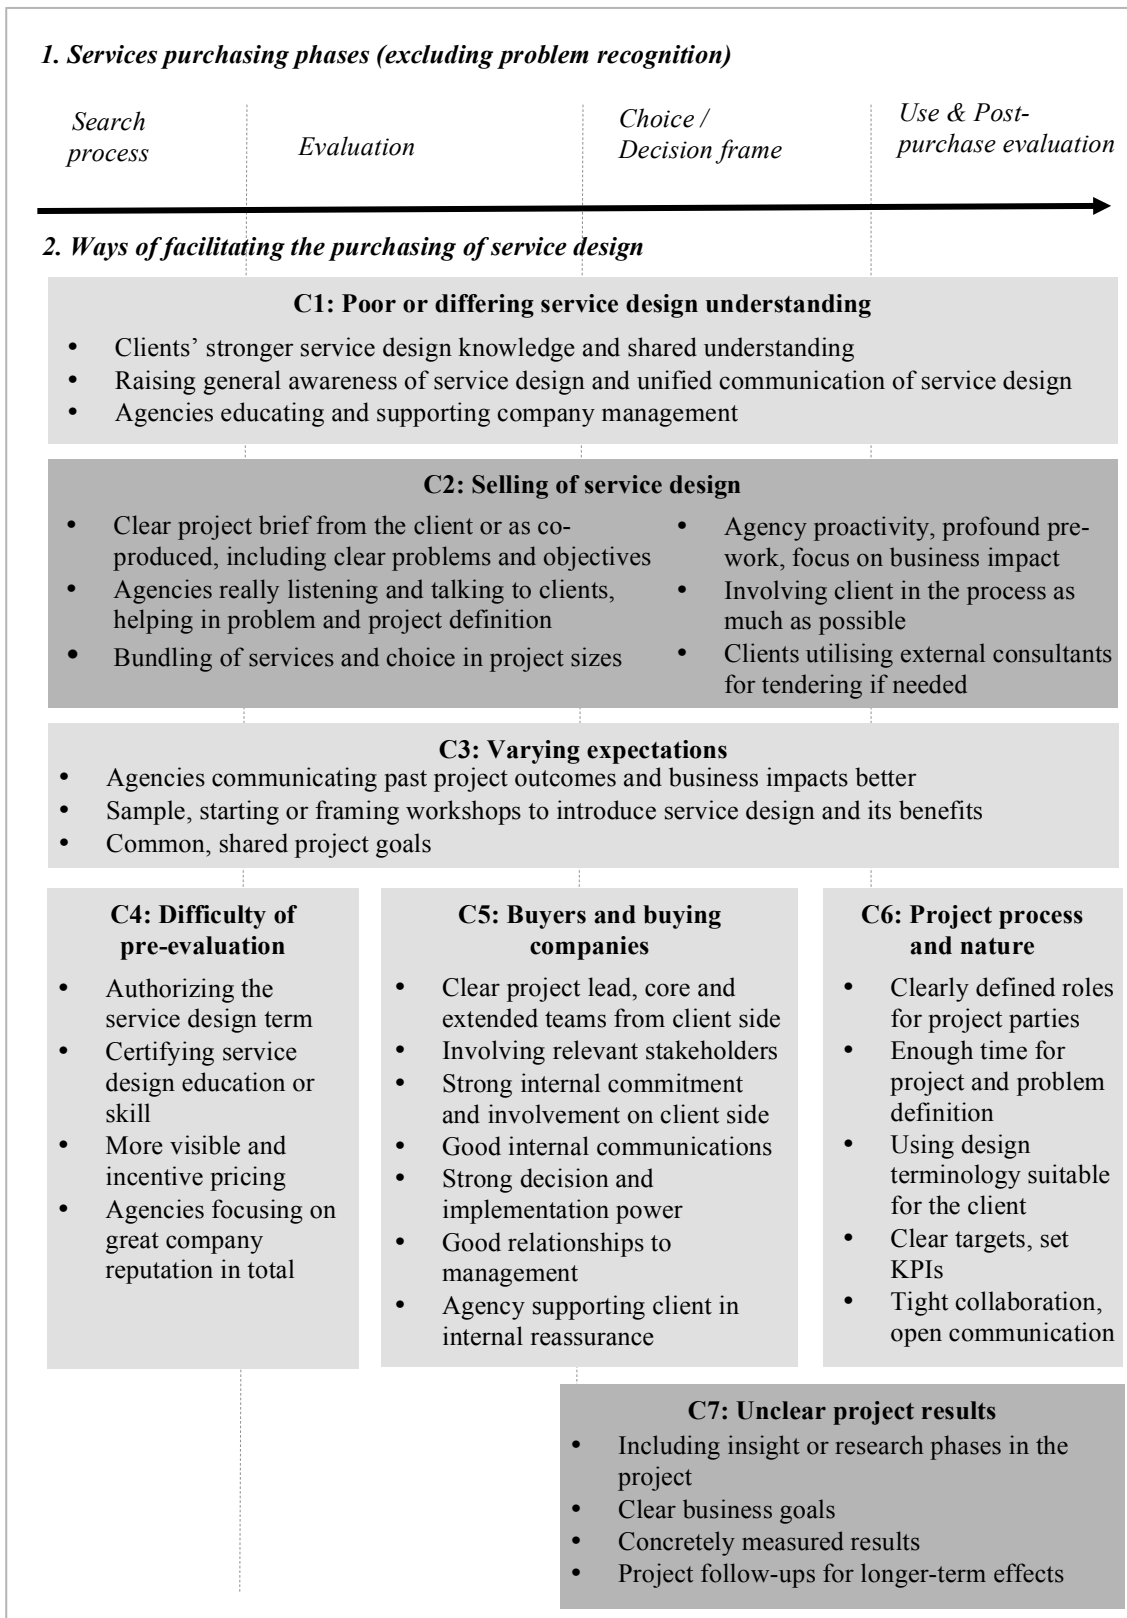 1. Services purchasing phases (excluding problem recognition)
Search
process
Evaluation
Choice /
Decision frame
Use & Post-
purchase evaluation
2. Ways of facilitating the purchasing of service design
C1: Poor or differing service design understanding
• Clients’ stronger service design knowledge and shared understanding
• Raising general awareness of service design and unified communication of service design
• Agencies educating and supporting company management
C2: Selling of service design
• Clear project brief from the client or as co-
produced, including clear problems and objectives
• Agencies really listening and talking to clients,
helping in problem and project definition
• Bundling of services and choice in project sizes
• Agency proactivity, profound pre-
work, focus on business impact
• Involving client in the process as
much as possible
• Clients utilising external consultants
for tendering if needed
C3: Varying expectations
• Agencies communicating past project outcomes and business impacts better
• Sample, starting or framing workshops to introduce service design and its benefits
• Common, shared project goals
C4: Difficulty of
pre-evaluation
• Authorizing the
service design term
• Certifying service
design education or
skill
• More visible and
incentive pricing
• Agencies focusing on
great company
reputation in total
C5: Buyers and buying
companies
• Clear project lead, core and
extended teams from client side
• Involving relevant stakeholders
• Strong internal commitment
and involvement on client side
• Good internal communications
• Strong decision and
implementation power
• Good relationships to
management
• Agency supporting client in
internal reassurance
C6: Project process
and nature
• Clearly defined roles
for project parties
• Enough time for
project and problem
definition
• Using design
terminology suitable
for the client
• Clear targets, set
KPIs
• Tight collaboration,
open communication
C7: Unclear project results
• Including insight or research phases in the
project
• Clear business goals
• Concretely measured results
• Project follow-ups for longer-term effects